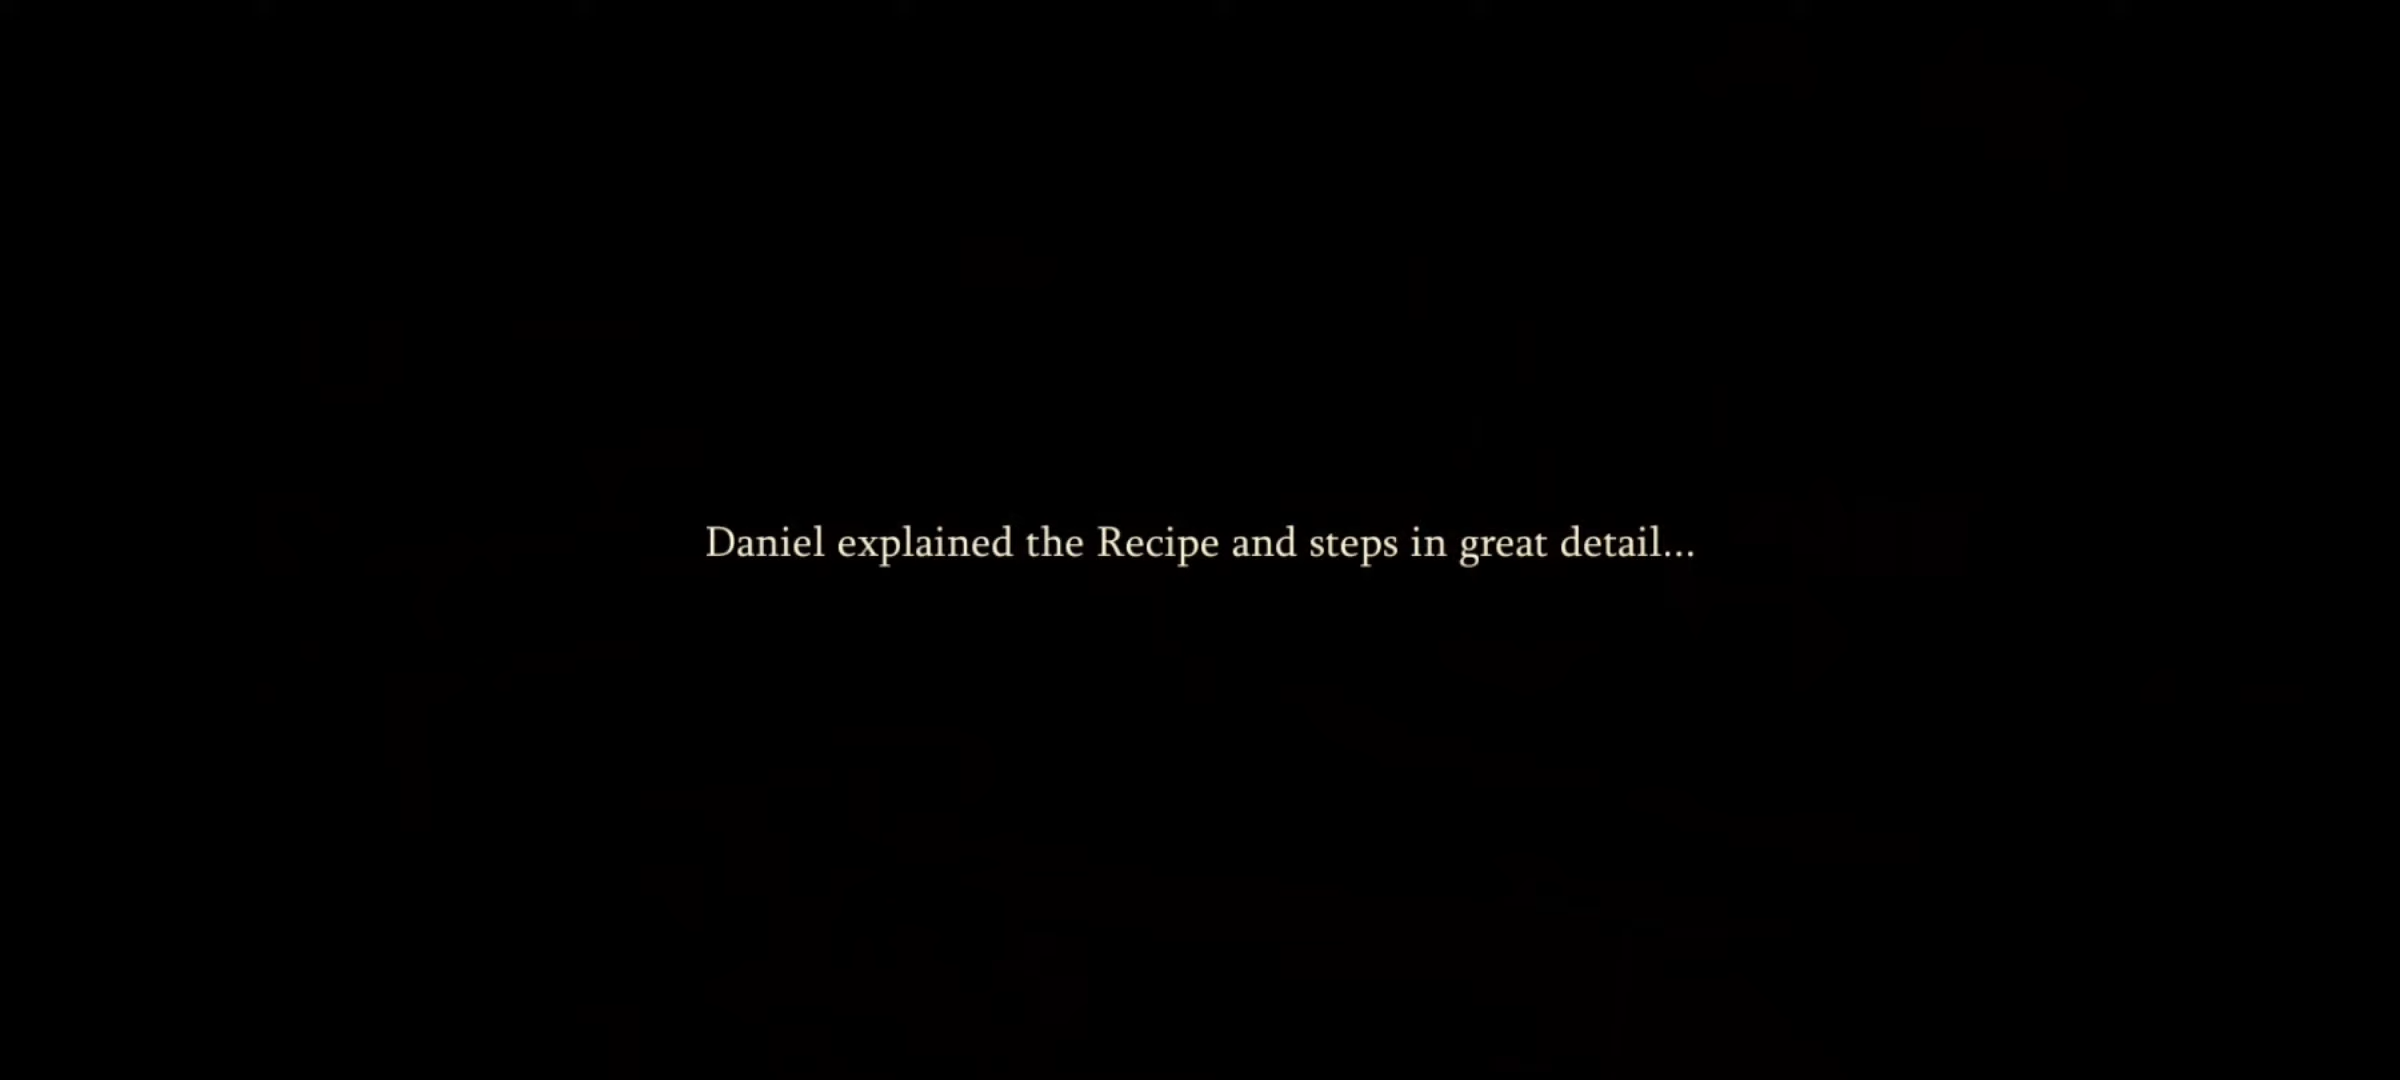 Daniel explained the Recipe and steps in great detail...